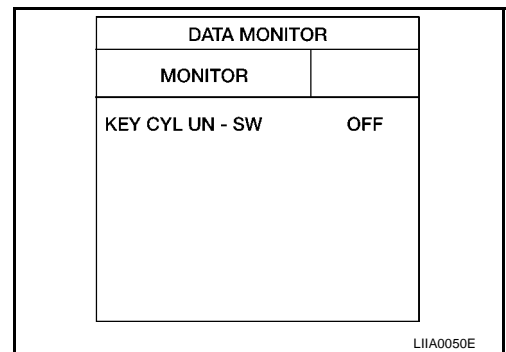 DATA MONITOR
MONITOR
KEY CYL UN - SW OFF
LIIA0050E